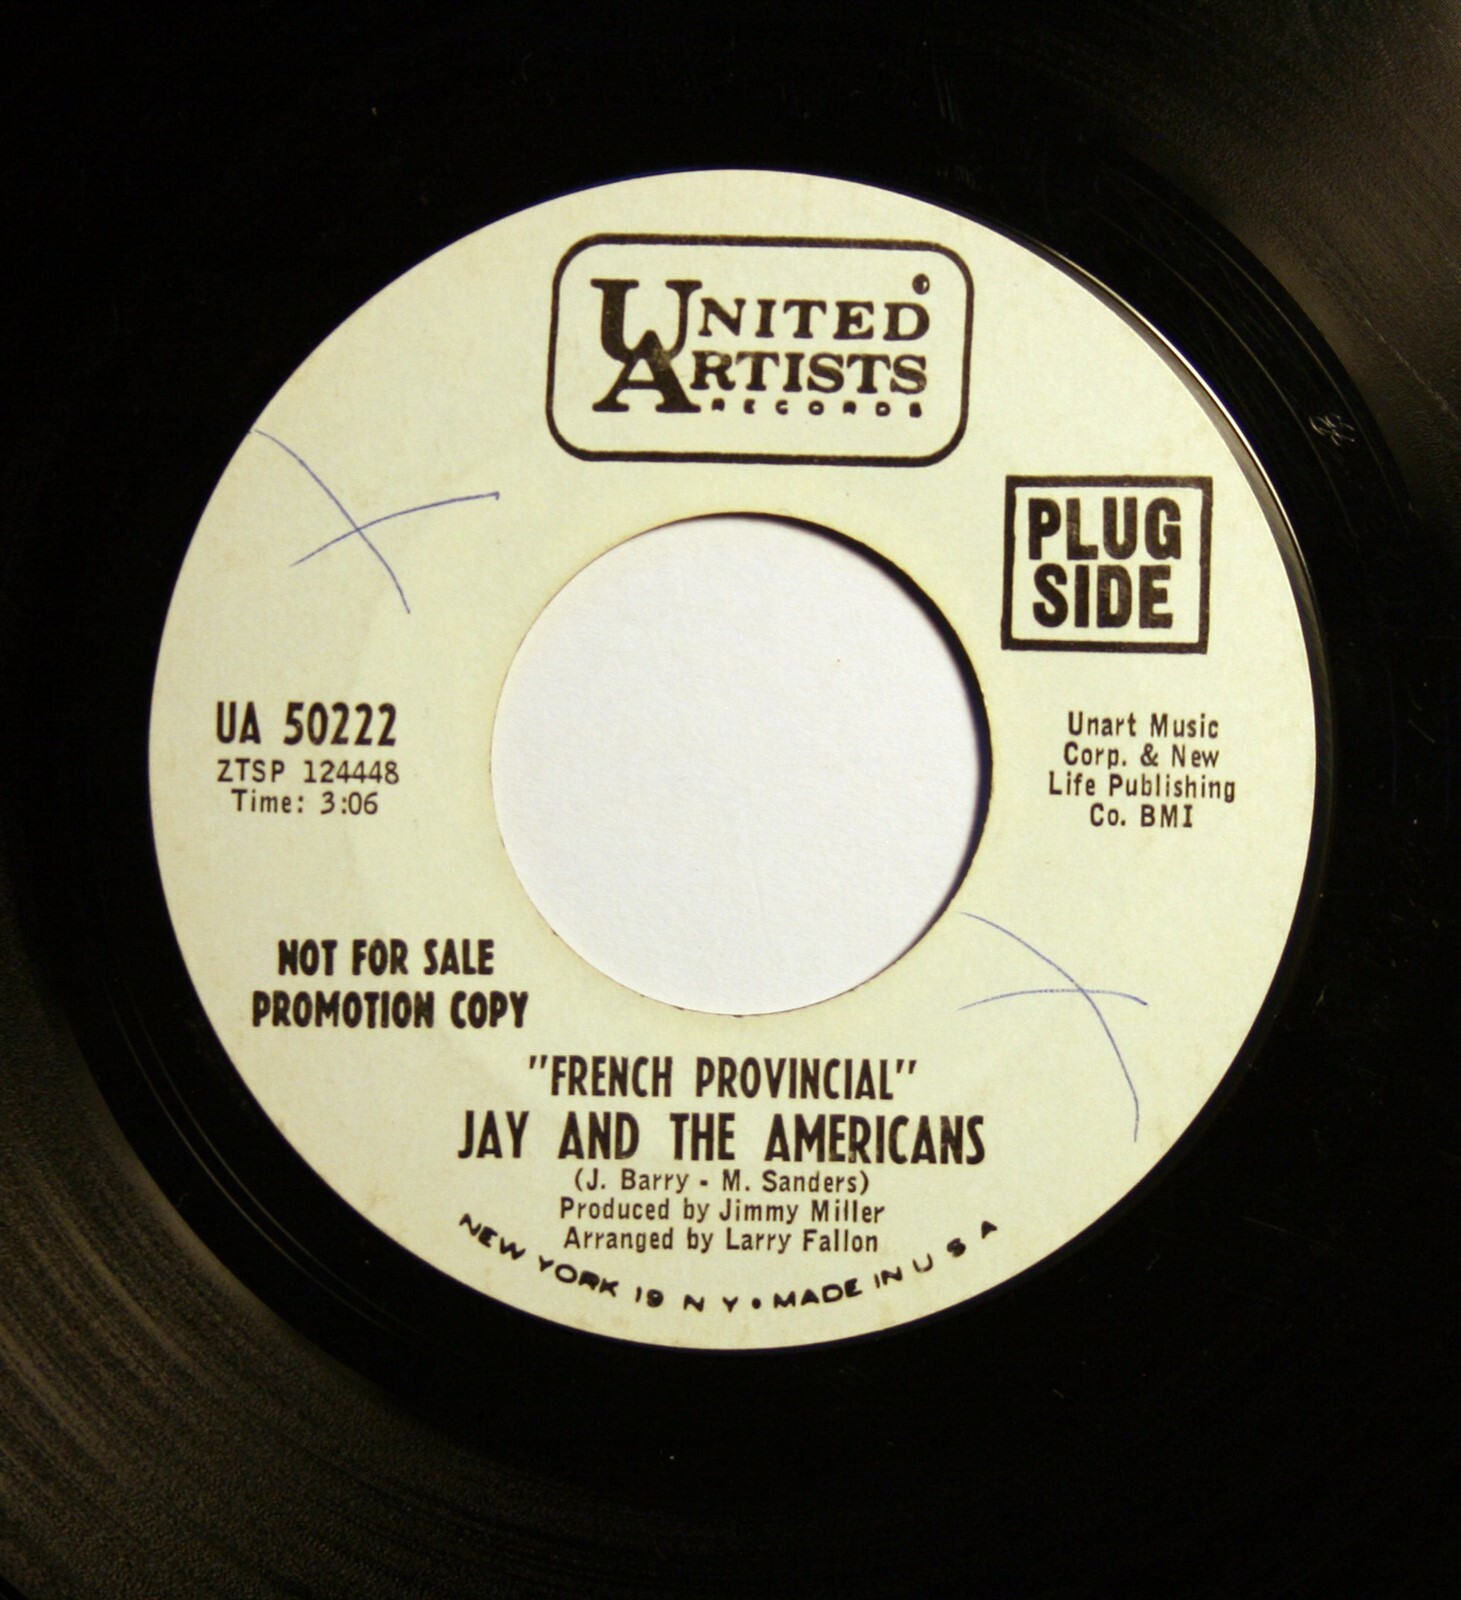 UNITED
ARTISTS
RECORDS
PLUG
SIDE
UA 50222
ZTSP 124448
Time: 3:06
Unart Music
Corp. & New
Life Publishing
Co. BMI
NOT FOR SALE
PROMOTION COPY
"FRENCH PROVINCIAL"
JAY AND THE AMERICANS
(J. Barry - M. Sanders)
Produced by Jimmy Miller
Arranged by Larry Fallon
NEW YORK 19 N Y • MADE IN U S A